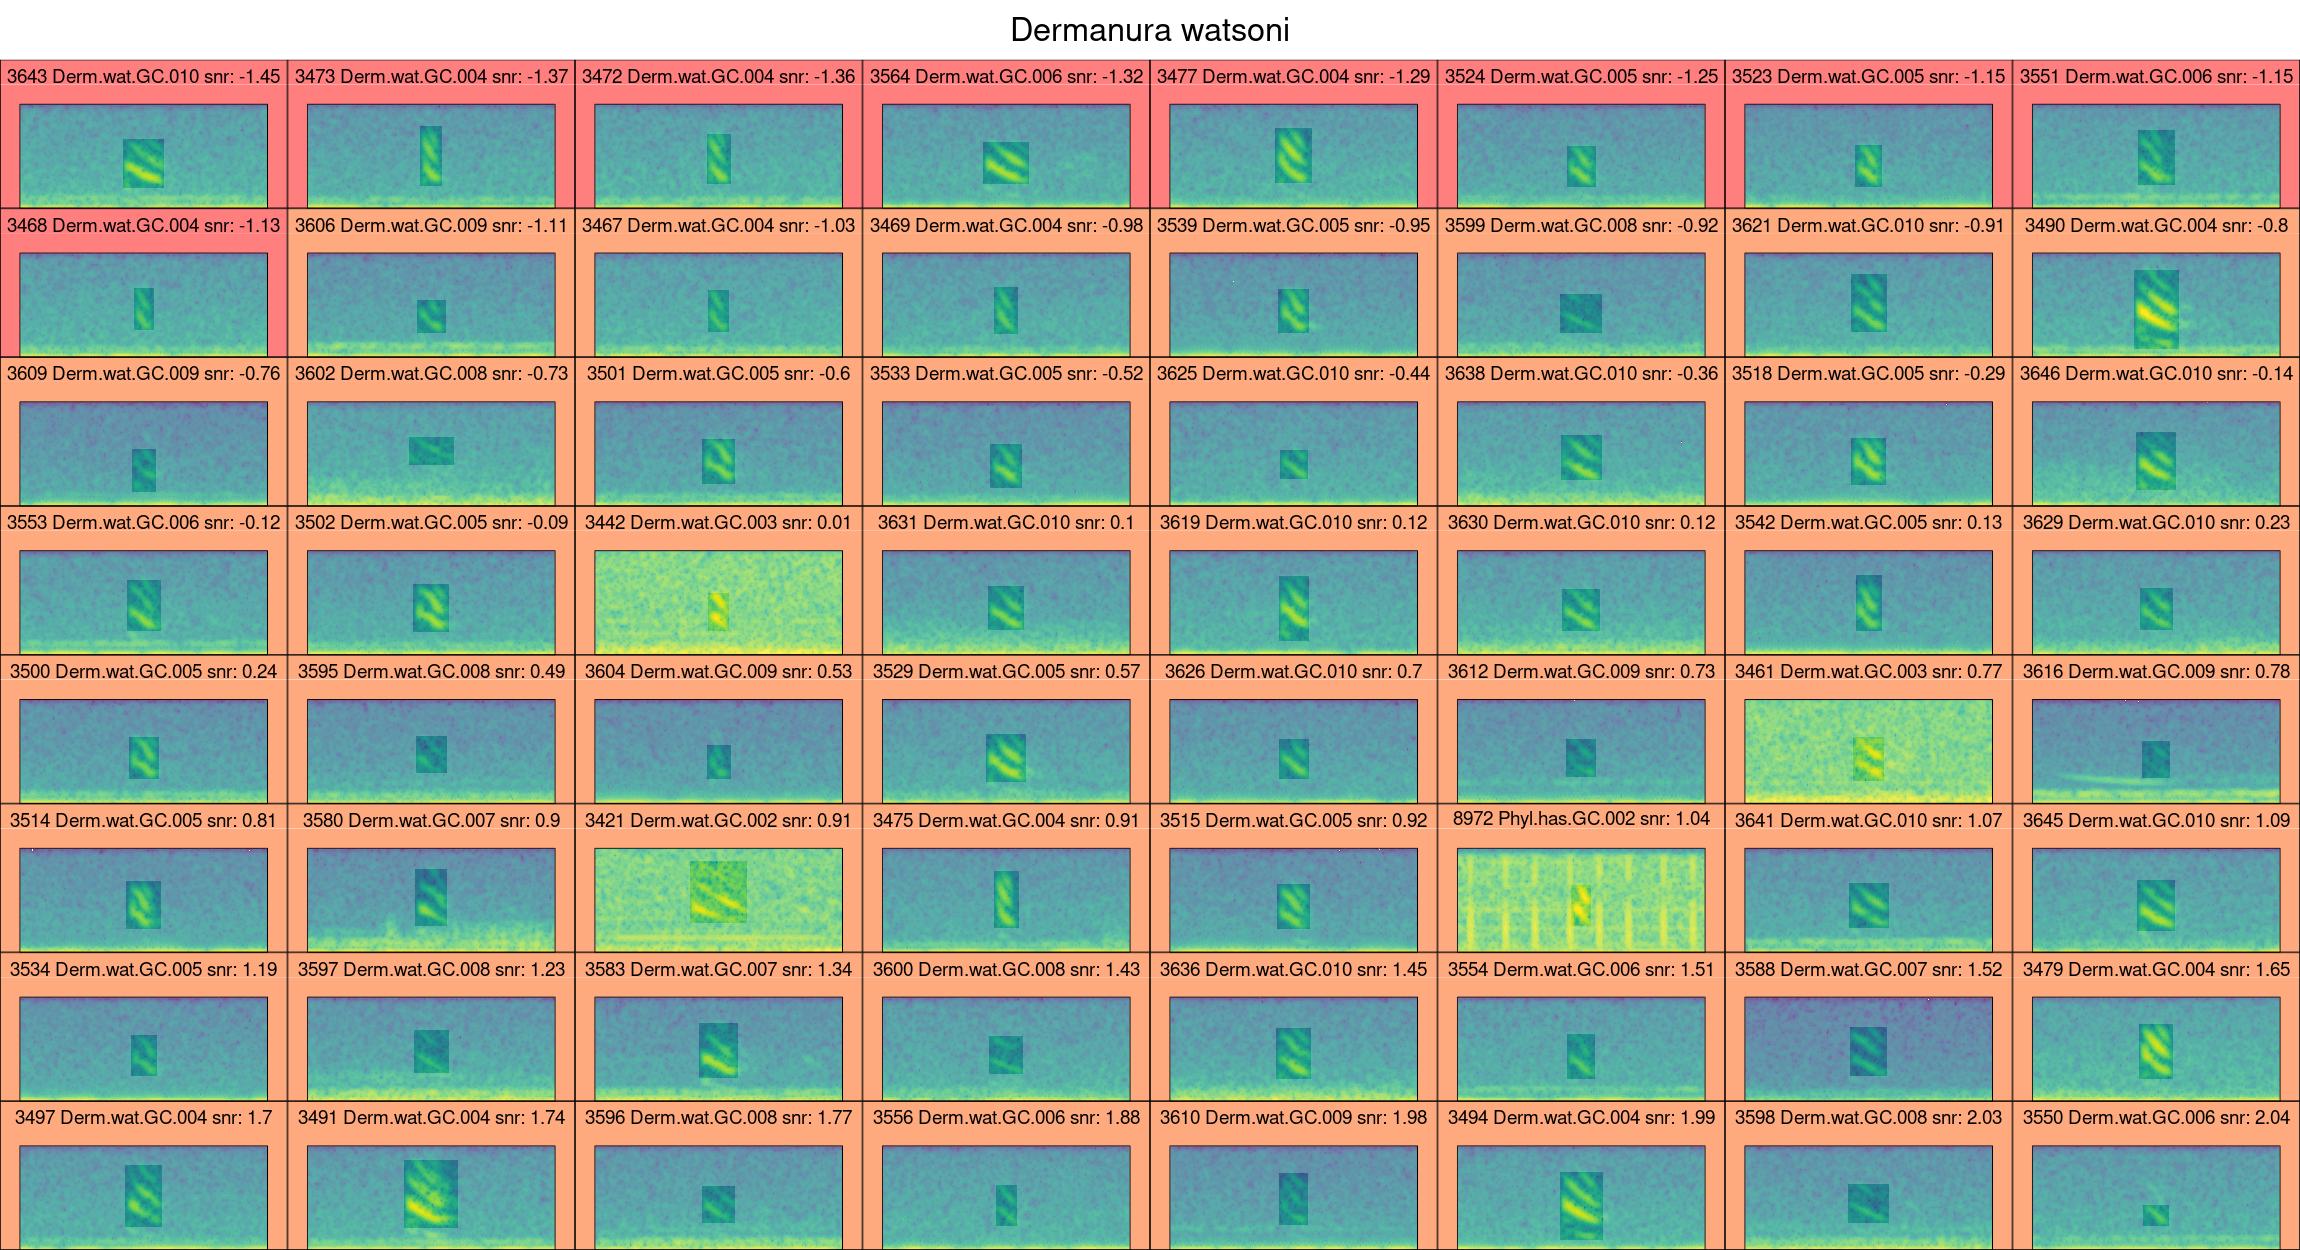 Dermanura watsoni
3643 Derm.wat.GC.010 snr: -1.45
3473 Derm.wat.GC.004 snr: -1.37
3472 Derm.wat.GC.004 snr: -1.36
3564 Derm.wat.GC.006 snr: -1.32
3477 Derm.wat.GC.004 snr: -1.29
3524 Derm.wat.GC.005 snr: -1.25
3523 Derm.wat.GC.005 snr: -1.15
3551 Derm.wat.GC.006 snr: -1.15
3468 Derm.wat.GC.004 snr: -1.13
3606 Derm.wat.GC.009 snr: -1.11
3467 Derm.wat.GC.004 snr: -1.03
3469 Derm.wat.GC.004 snr: -0.98
3539 Derm.wat.GC.005 snr: -0.95
3599 Derm.wat.GC.008 snr: -0.92
3621 Derm.wat.GC.010 snr: -0.91
3490 Derm.wat.GC.004 snr: -0.8
3609 Derm.wat.GC.009 snr: -0.76
3602 Derm.wat.GC.008 snr: -0.73
3501 Derm.wat.GC.005 snr: -0.6
3533 Derm.wat.GC.005 snr: -0.52
3625 Derm.wat.GC.010 snr: -0.44
3638 Derm.wat.GC.010 snr: -0.36
3518 Derm.wat.GC.005 snr: -0.29
3646 Derm.wat.GC.010 snr: -0.14
3553 Derm.wat.GC.006 snr: -0.12
3502 Derm.wat.GC.005 snr: -0.09
3442 Derm.wat.GC.003 snr: 0.01
3631 Derm.wat.GC.010 snr: 0.1
3619 Derm.wat.GC.010 snr: 0.12
3630 Derm.wat.GC.010 snr: 0.12
3542 Derm.wat.GC.005 snr: 0.13
3629 Derm.wat.GC.010 snr: 0.23
3500 Derm.wat.GC.005 snr: 0.24
3595 Derm.wat.GC.008 snr: 0.49
3604 Derm.wat.GC.009 snr: 0.53
3529 Derm.wat.GC.005 snr: 0.57
3626 Derm.wat.GC.010 snr: 0.7
3612 Derm.wat.GC.009 snr: 0.73
3461 Derm.wat.GC.003 snr: 0.77
3616 Derm.wat.GC.009 snr: 0.78
3514 Derm.wat.GC.005 snr: 0.81
3580 Derm.wat.GC.007 snr: 0.9
3421 Derm.wat.GC.002 snr: 0.91
3475 Derm.wat.GC.004 snr: 0.91
3515 Derm.wat.GC.005 snr: 0.92
8972 Phyl.has.GC.002 snr: 1.04
3641 Derm.wat.GC.010 snr: 1.07
3645 Derm.wat.GC.010 snr: 1.09
3534 Derm.wat.GC.005 snr: 1.19
3597 Derm.wat.GC.008 snr: 1.23
3583 Derm.wat.GC.007 snr: 1.34
3600 Derm.wat.GC.008 snr: 1.43
3636 Derm.wat.GC.010 snr: 1.45
3554 Derm.wat.GC.006 snr: 1.51
3588 Derm.wat.GC.007 snr: 1.52
3479 Derm.wat.GC.004 snr: 1.65
3497 Derm.wat.GC.004 snr: 1.7
3491 Derm.wat.GC.004 snr: 1.74
3596 Derm.wat.GC.008 snr: 1.77
3556 Derm.wat.GC.006 snr: 1.88
3610 Derm.wat.GC.009 snr: 1.98
3494 Derm.wat.GC.004 snr: 1.99
3598 Derm.wat.GC.008 snr: 2.03
3550 Derm.wat.GC.006 snr: 2.04